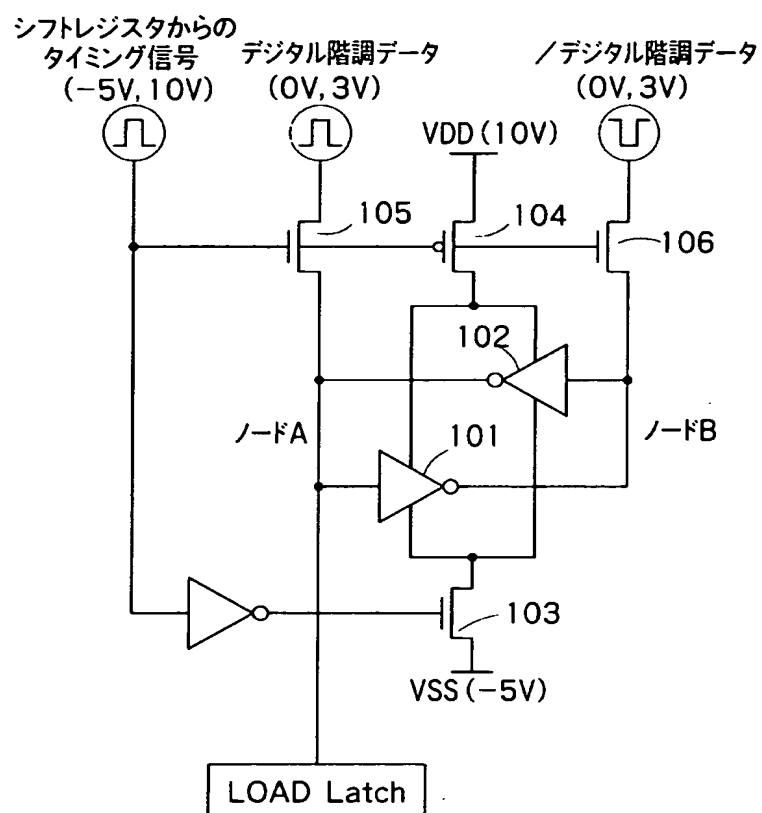 シフトレジスタからの
タイミング信号
(−5V,10V)
デジタル階調データ
(0V,3V)
／デジタル階調データ
(0V,3V)
VDD(10V)
105
104
106
102
ノードA
101
ノードB
103
VSS(−5V)
LOAD Latch